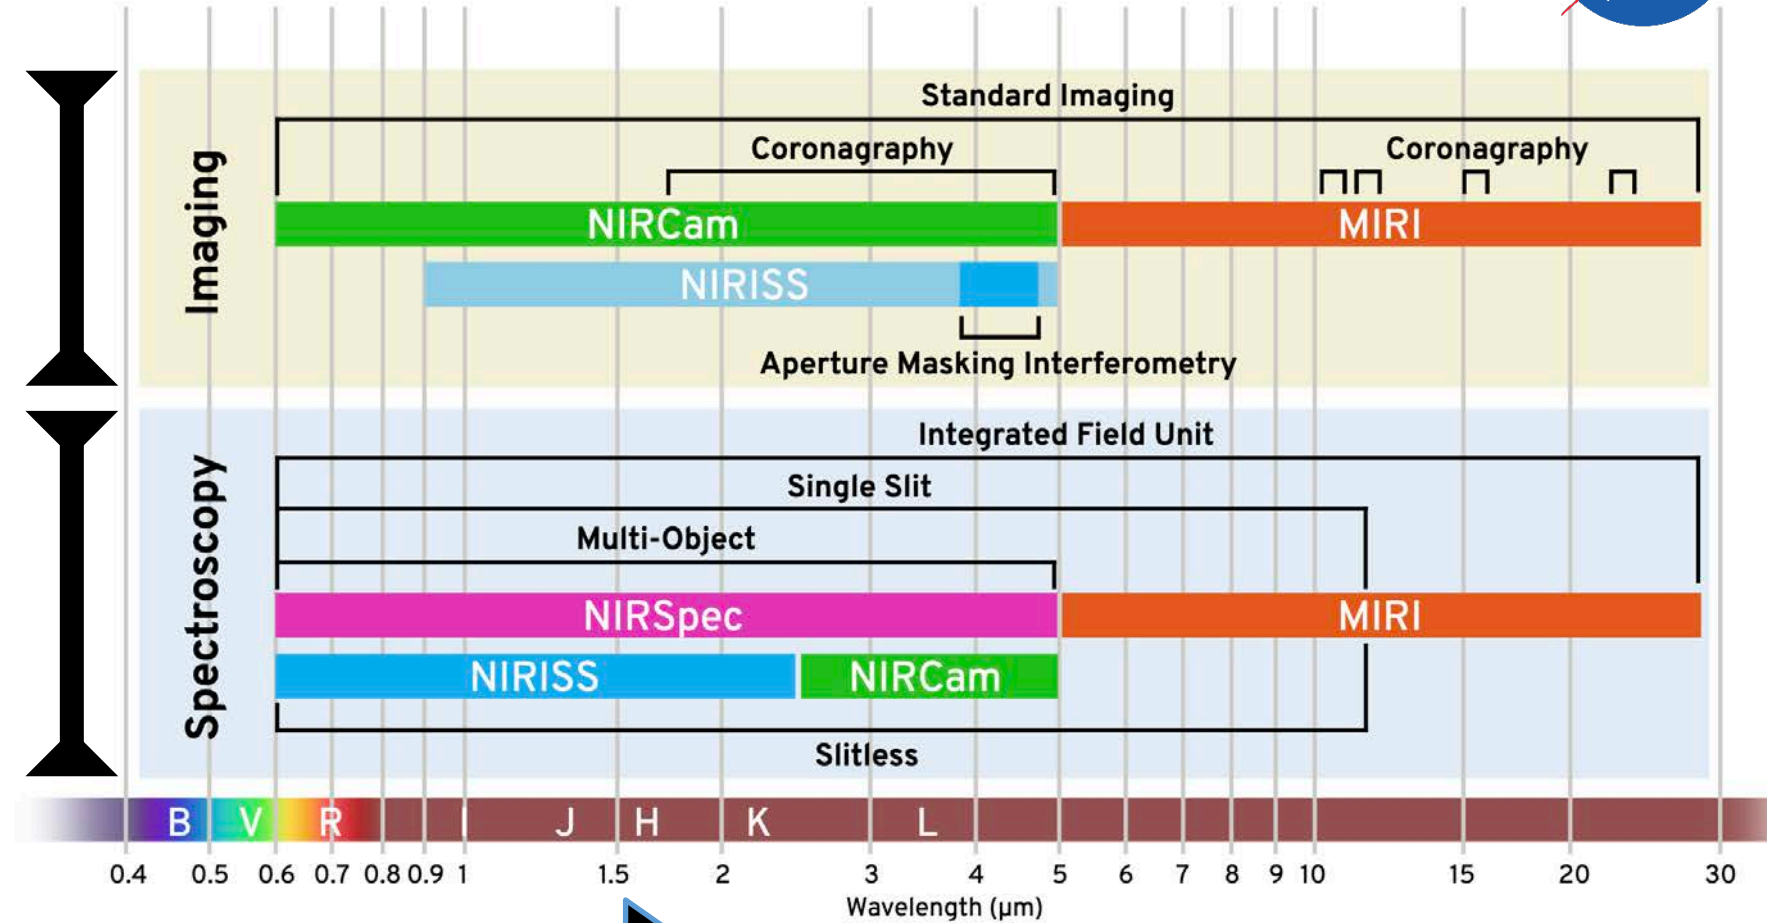 Standard Imaging
Coronagraphy
Coronagraphy
Imaging
NIRCam
MIRI
NIRISS
Aperture Masking Interferometry
Integrated Field Unit
Single Slit
Multi-Object
Spectroscopy
NIRSpec
MIRI
NIRISS
NIRCam
Slitless
B V R I J H K L
0.4 0.5 0.6 0.7 0.8 0.9 1 1.5 2 3 4 5 6 7 8 9 10 15 20 30
Wavelength (µm)